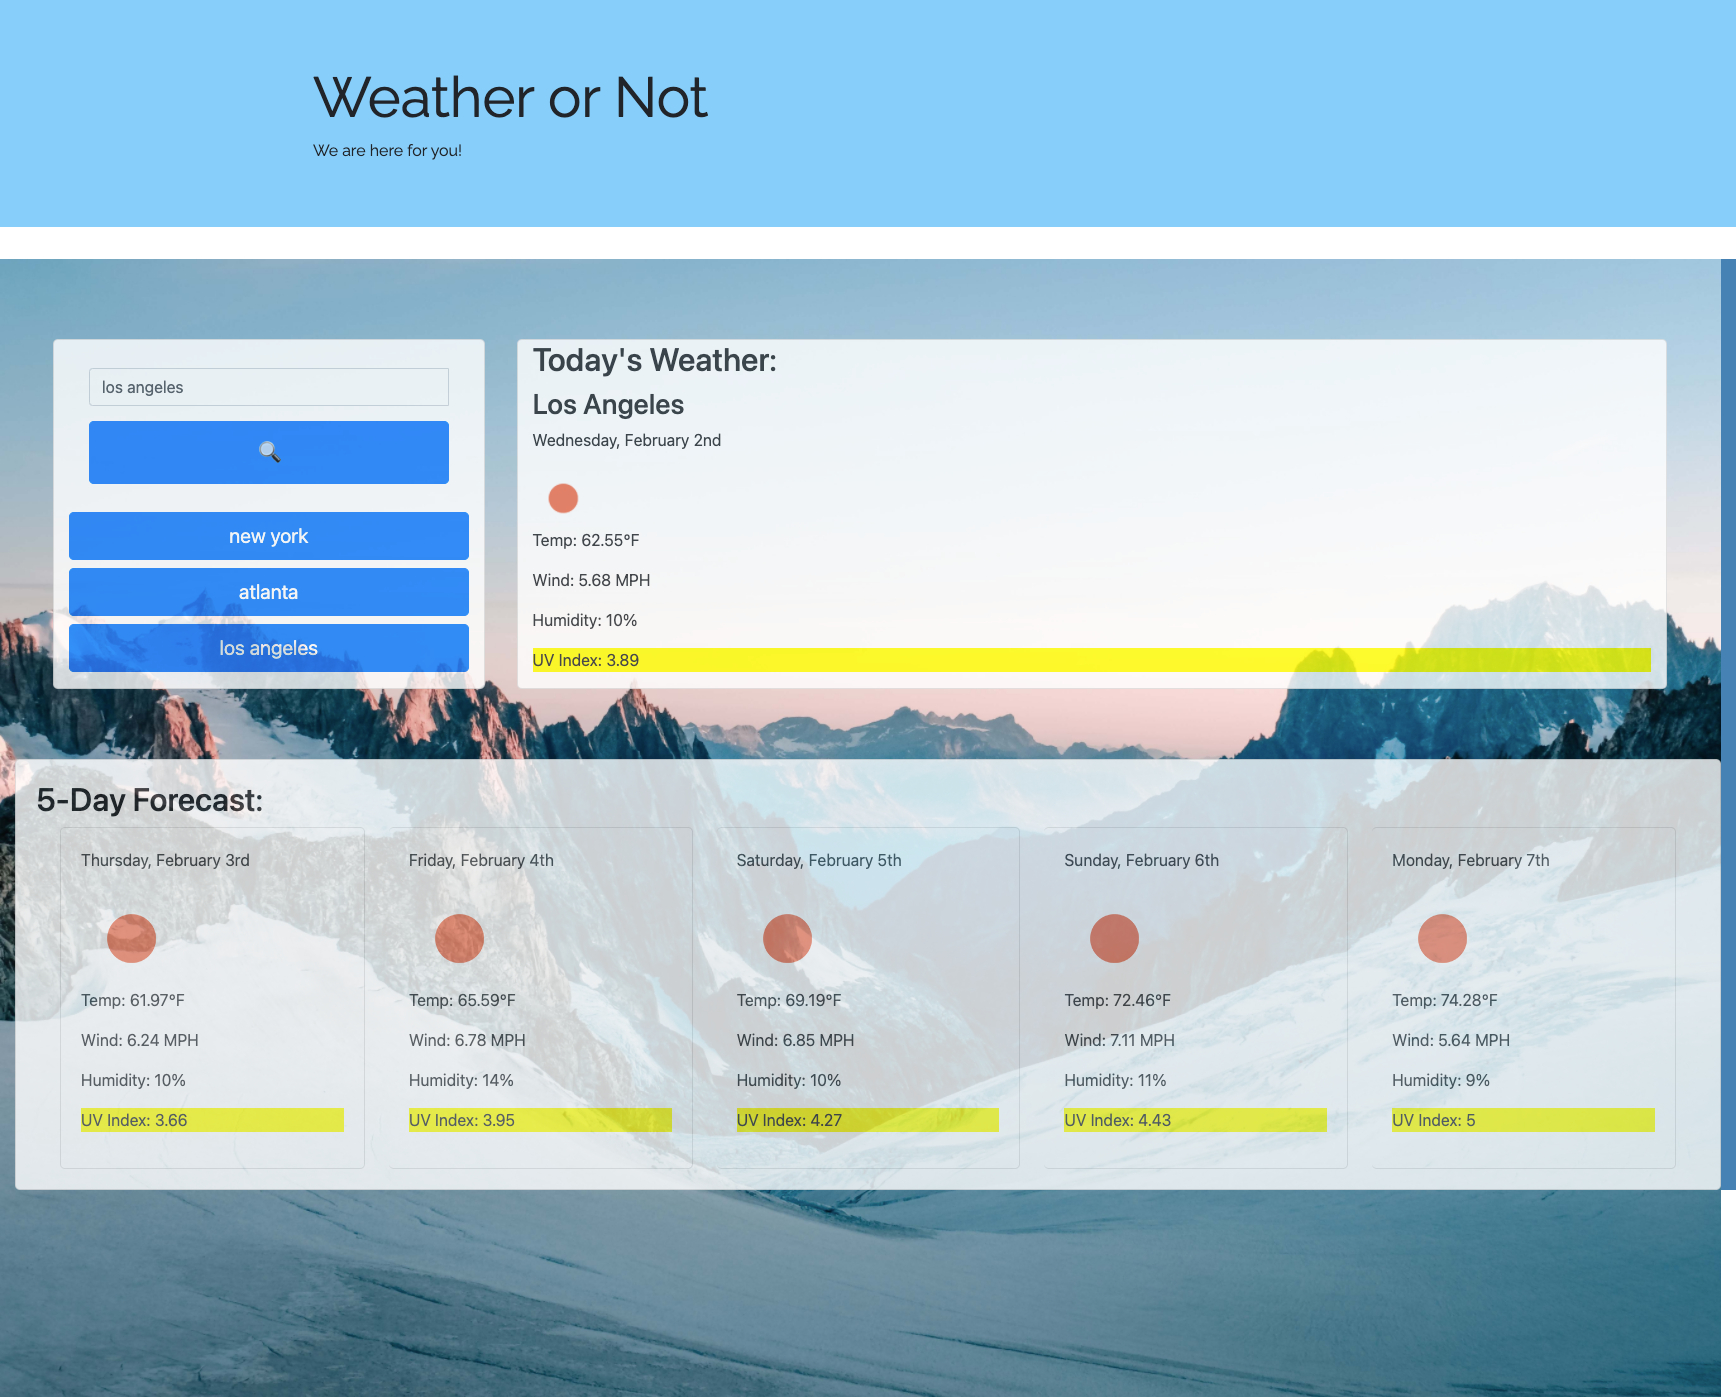 Weather or Not
We are here for you!
los angeles
🔍
new york
atlanta
los angeles
Today's Weather:
Los Angeles
Wednesday, February 2nd
Temp: 62.55°F
Wind: 5.68 MPH
Humidity: 10%
UV Index: 3.89
5-Day Forecast:
Thursday, February 3rd
Temp: 61.97°F
Wind: 6.24 MPH
Humidity: 10%
UV Index: 3.66
Friday, February 4th
Temp: 65.59°F
Wind: 6.78 MPH
Humidity: 14%
UV Index: 3.95
Saturday, February 5th
Temp: 69.19°F
Wind: 6.85 MPH
Humidity: 10%
UV Index: 4.27
Sunday, February 6th
Temp: 72.46°F
Wind: 7.11 MPH
Humidity: 11%
UV Index: 4.43
Monday, February 7th
Temp: 74.28°F
Wind: 5.64 MPH
Humidity: 9%
UV Index: 5